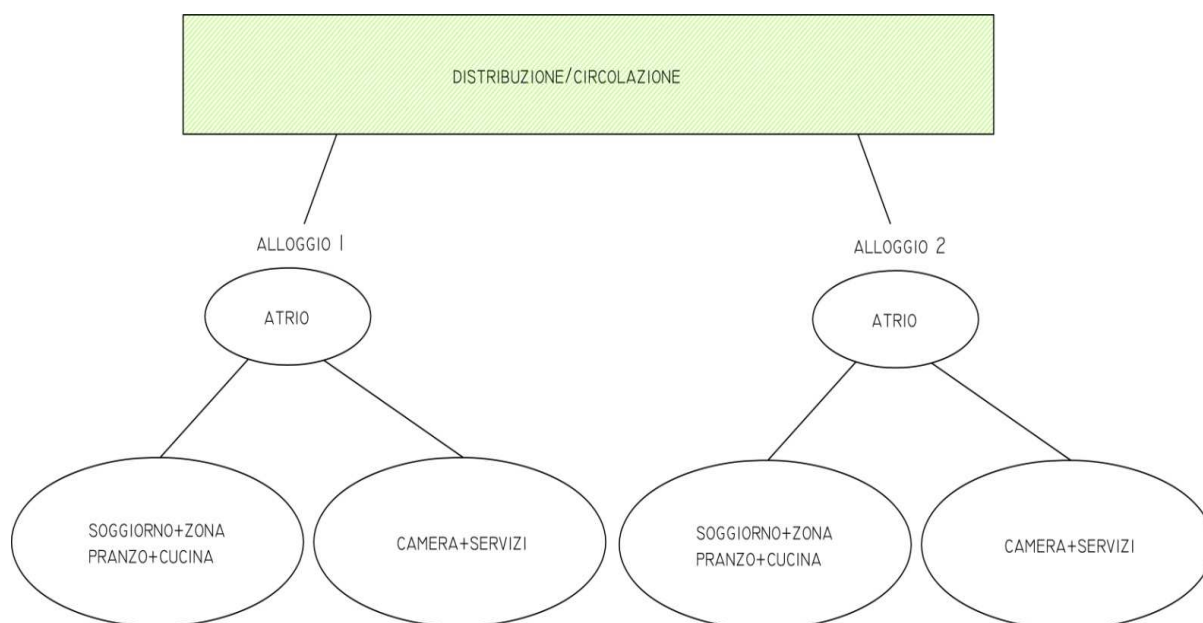 DISTRIBUZIONE/CIRCOLAZIONE
ALLOGGIO 1
ALLOGGIO 2
ATRIO
ATRIO
SOGGIORNO+ZONA
PRANZO+CUCINA
CAMERA+SERVIZI
SOGGIORNO+ZONA
PRANZO+CUCINA
CAMERA+SERVIZI